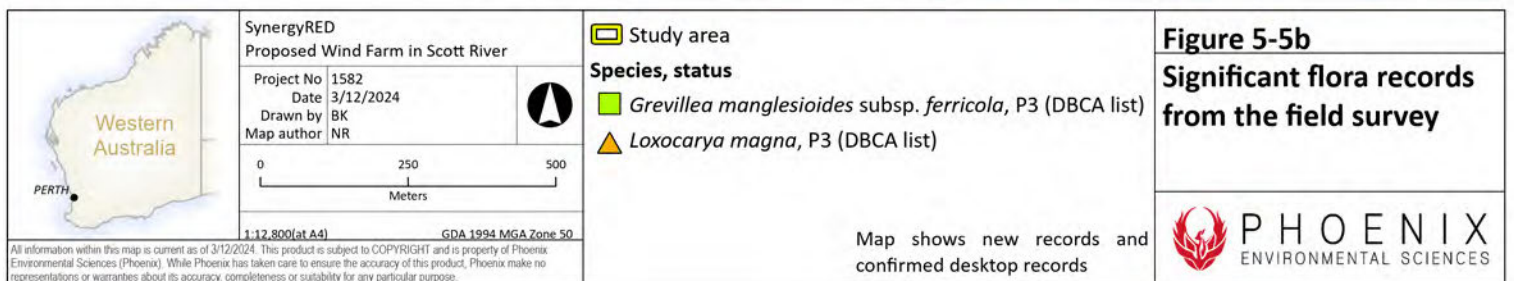 Western
Australia
PERTH
All information within this map is current as of 3/12/2024. This product is subject to COPYRIGHT and is property of Phoenix
Environmental Sciences (Phoenix). While Phoenix has taken care to ensure the accuracy of this product, Phoenix make no
representations or warranties about its accuracy, completeness or suitability for any particular purpose.
SynergyRED
Proposed Wind Farm in Scott River
Project No 1582
Date 3/12/2024
Drawn by BK
Map author NR
0 250 500
Meters
1:12,800(at A4) GDA 1994 MGA Zone 50
Study area
Species, status
Grevillea manglesioides subsp. ferricola, P3 (DBCA list)
Loxocarya magna, P3 (DBCA list)
Map shows new records and
confirmed desktop records
Figure 5-5b
Significant flora records
from the field survey
PHOENIX
ENVIRONMENTAL SCIENCES